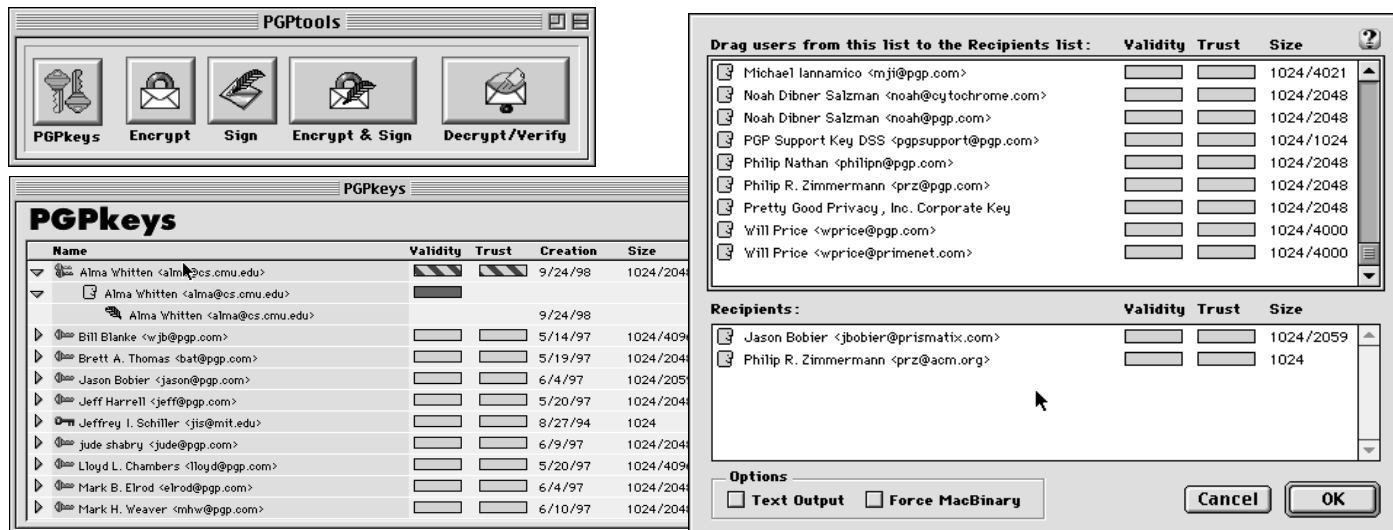 PGPtools
PGPkeys Encrypt Sign Encrypt & Sign Decrypt/Verify
PGPkeys
PGPkeys
Name Validity Trust Creation Size
Alma Whitten <alma@cs.cmu.edu> 9/24/98 1024/204
Alma Whitten <alma@cs.cmu.edu>
Alma Whitten <alma@cs.cmu.edu> 9/24/98
Bill Blanke <wjb@pgp.com> 5/14/97 1024/409
Brett A. Thomas <bat@pgp.com> 5/19/97 1024/204
Jason Bobier <jason@pgp.com> 6/4/97 1024/205
Jeff Harrell <jeff@pgp.com> 5/20/97 1024/204
Jeffrey I. Schiller <jis@mit.edu> 8/27/94 1024
jude shabry <jude@pgp.com> 6/9/97 1024/204
Lloyd L. Chambers <lloyd@pgp.com> 5/20/97 1024/409
Mark B. Elrod <elrod@pgp.com> 6/4/97 1024/204
Mark H. Weaver <mhw@pgp.com> 6/10/97 1024/204
Drag users from this list to the Recipients list: Validity Trust Size ?
Michael Iannamico <mji@pgp.com> 1024/4021
Noah Dibner Salzman <noah@cytochrome.com> 1024/2048
Noah Dibner Salzman <noah@pgp.com> 1024/2048
PGP Support Key DSS <pgpsupport@pgp.com> 1024/1024
Philip Nathan <philipn@pgp.com> 1024/2048
Philip R. Zimmermann <prz@pgp.com> 1024/2048
Pretty Good Privacy, Inc. Corporate Key 1024/2048
Will Price <wprice@pgp.com> 1024/4000
Will Price <wprice@primenet.com> 1024/4000
Recipients: Validity Trust Size
Jason Bobier <jbobier@prismatix.com> 1024/2059
Philip R. Zimmermann <prz@acm.org> 1024
Options
Text Output Force MacBinary
Cancel OK